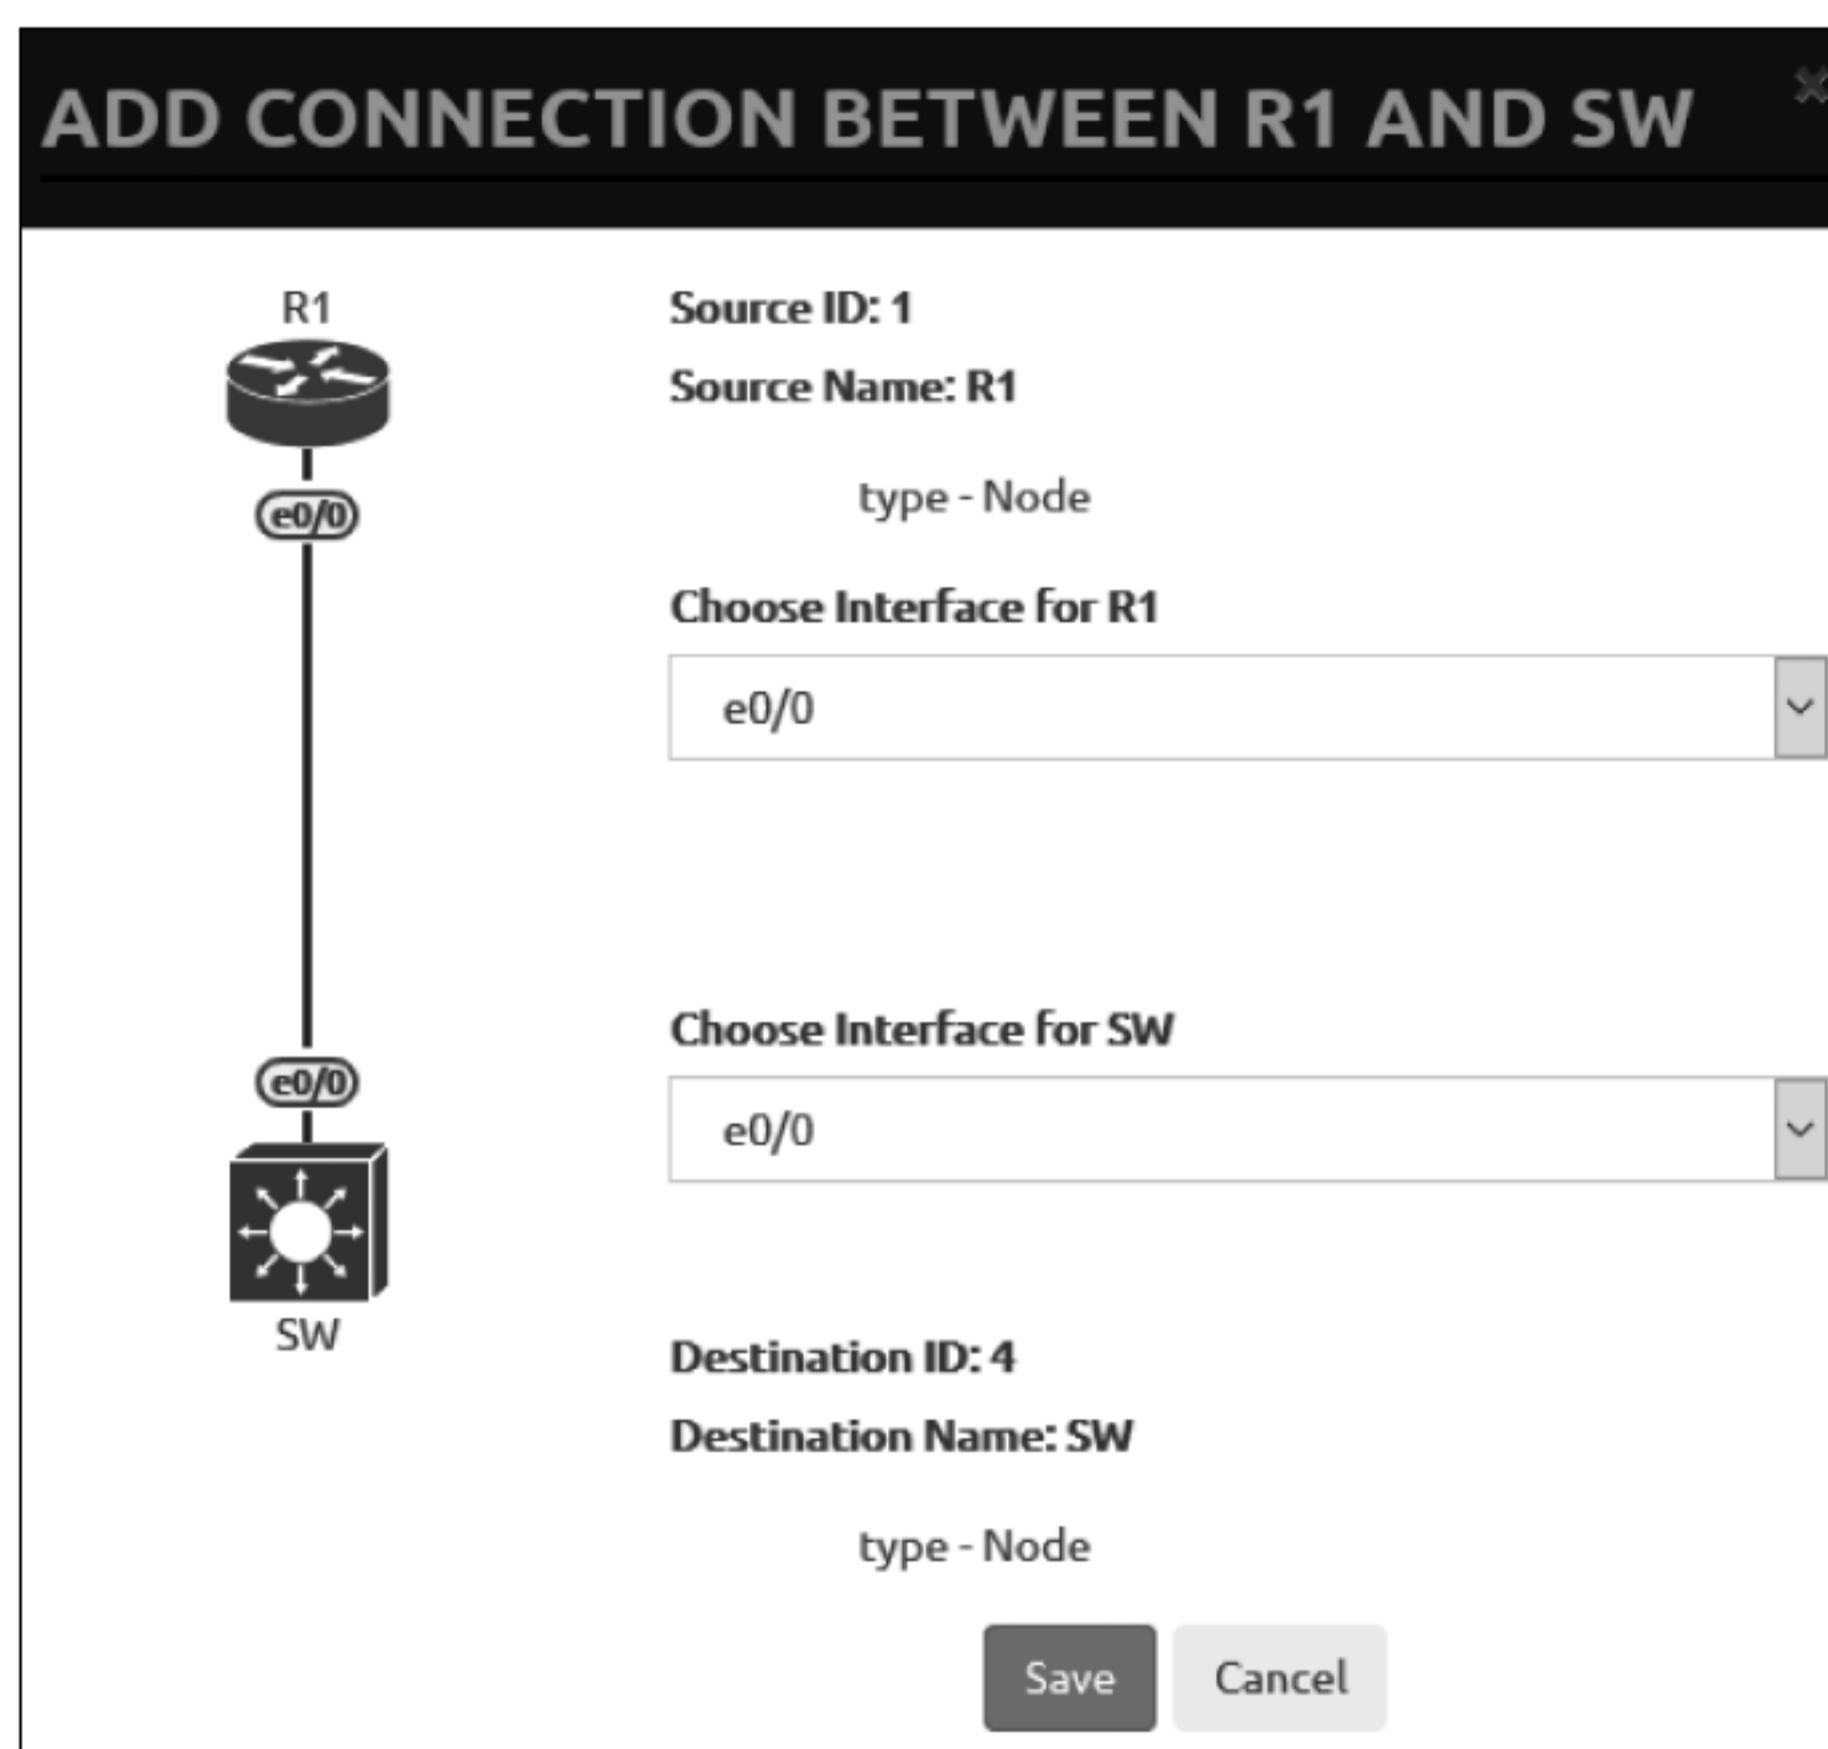 ADD CONNECTION BETWEEN R1 AND SW
R1
e0/0
e0/0
SW
Source ID: 1
Source Name: R1
type - Node
Choose Interface for R1
e0/0
Choose Interface for SW
e0/0
Destination ID: 4
Destination Name: SW
type - Node
Save Cancel